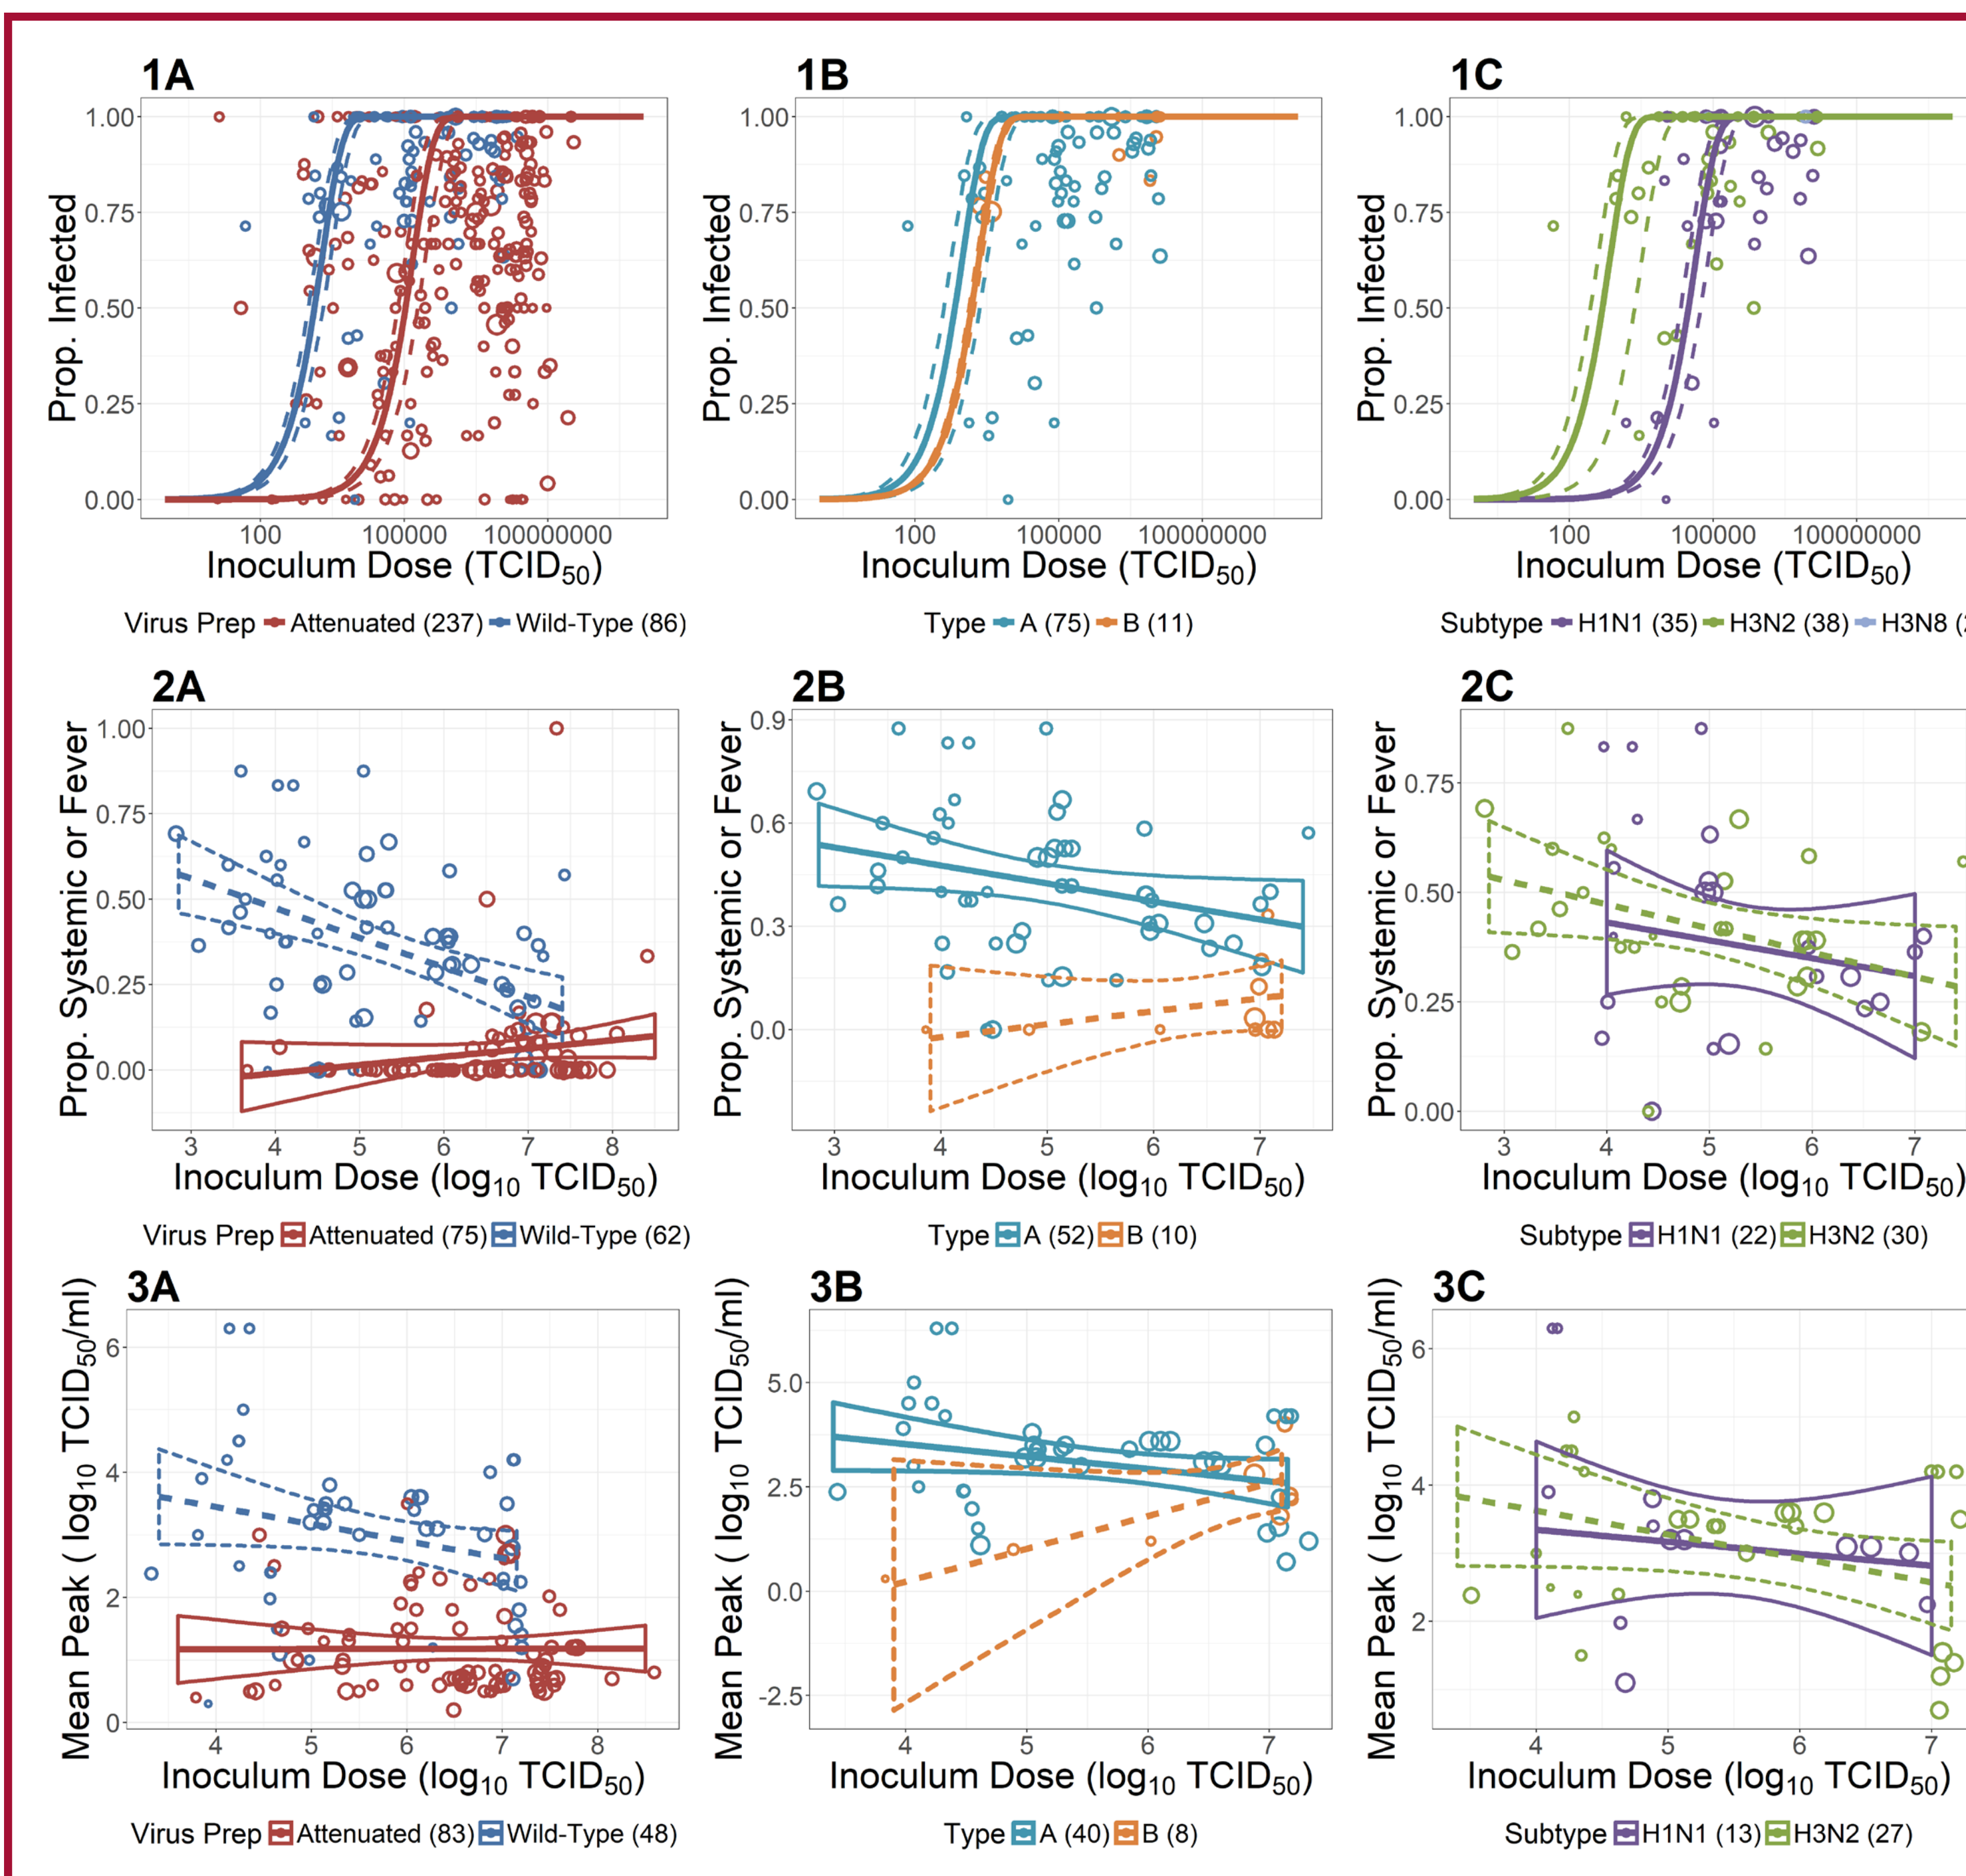 1A
1B
1C
Prop. Infected
1.00
0.75
0.50
0.25
0.00
100
100000
100000000
Inoculum Dose (TCID50)
Virus Prep Attenuated (237) Wild-Type (86)
Prop. Infected
1.00
0.75
0.50
0.25
0.00
100
100000
100000000
Inoculum Dose (TCID50)
Type A (75) B (11)
Prop. Infected
1.00
0.75
0.50
0.25
0.00
100
100000
100000000
Inoculum Dose (TCID50)
Subtype H1N1 (35) H3N2 (38) H3N8
2A
2B
2C
Prop. Systemic or Fever
1.00
0.75
0.50
0.25
0.00
3 4 5 6 7 8
Inoculum Dose (log10 TCID50)
Virus Prep Attenuated (75) Wild-Type (62)
Prop. Systemic or Fever
0.9
0.6
0.3
0.0
3 4 5 6 7
Inoculum Dose (log10 TCID50)
Type A (52) B (10)
Prop. Systemic or Fever
0.75
0.50
0.25
0.00
3 4 5 6 7
Inoculum Dose (log10 TCID50)
Subtype H1N1 (22) H3N2 (30)
3A
3B
3C
Mean Peak ( log10 TCID50/ml)
6
4
2
0
4 5 6 7 8
Inoculum Dose (log10 TCID50)
Virus Prep Attenuated (83) Wild-Type (48)
Mean Peak ( log10 TCID50/ml)
5.0
2.5
0.0
-2.5
4 5 6 7
Inoculum Dose (log10 TCID50)
Type A (40) B (8)
Mean Peak ( log10 TCID50/ml)
6
4
2
4 5 6 7
Inoculum Dose (log10 TCID50)
Subtype H1N1 (13) H3N2 (27)